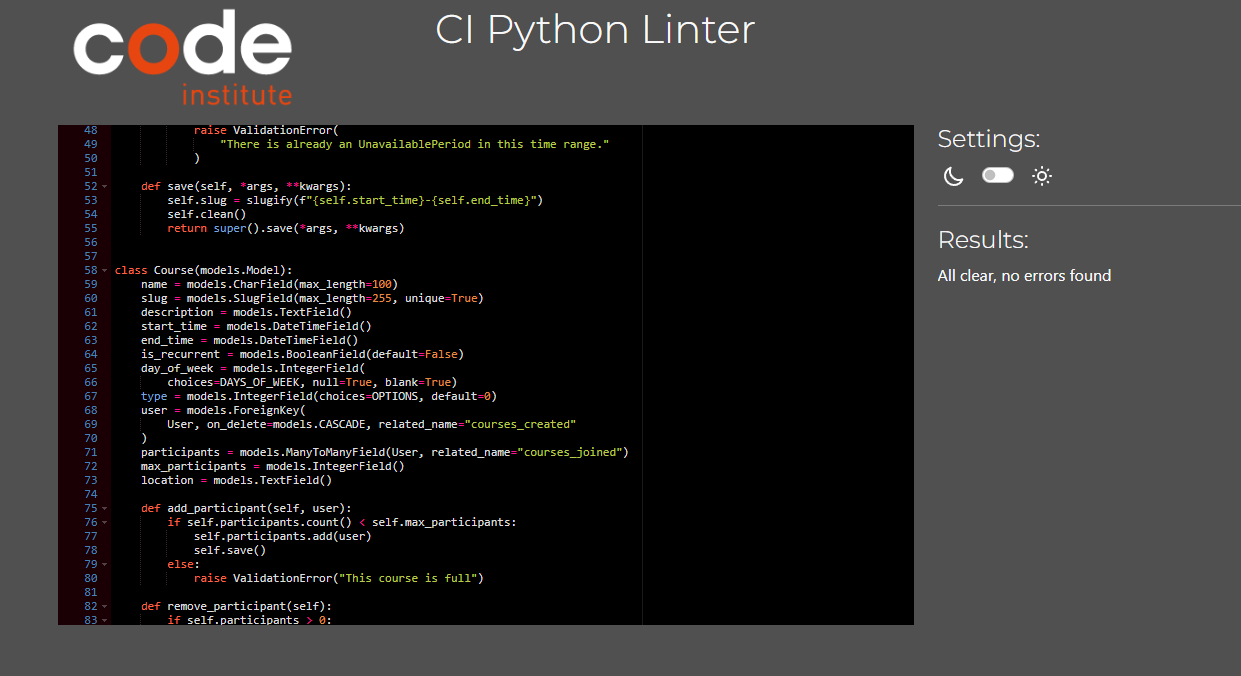 code
institute
CI Python Linter
48 raise ValidationError(
49 "There is already an UnavailablePeriod in this time range."
50 )
51
52 def save(self, *args, **kwargs):
53 self.slug = slugify(f"{self.start_time}-{self.end_time}")
54 self.clean()
55 return super().save(*args, **kwargs)
56
57
58 class Course(models.Model):
59 name = models.CharField(max_length=100)
60 slug = models.SlugField(max_length=255, unique=True)
61 description = models.TextField()
62 start_time = models.DateTimeField()
63 end_time = models.DateTimeField()
64 is_recurrent = models.BooleanField(default=False)
65 day_of_week = models.IntegerField(
66 choices=DAYS_OF_WEEK, null=True, blank=True)
67 type = models.IntegerField(choices=OPTIONS, default=0)
68 user = models.ForeignKey(
69 User, on_delete=models.CASCADE, related_name="courses_created"
70 )
71 participants = models.ManyToManyField(User, related_name="courses_joined")
72 max_participants = models.IntegerField()
73 location = models.TextField()
74
75 def add_participant(self, user):
76 if self.participants.count() < self.max_participants:
77 self.participants.add(user)
78 self.save()
79 else:
80 raise ValidationError("This course is full")
81
82 def remove_participant(self):
83 if self.participants > 0:
Settings:
Results:
All clear, no errors found